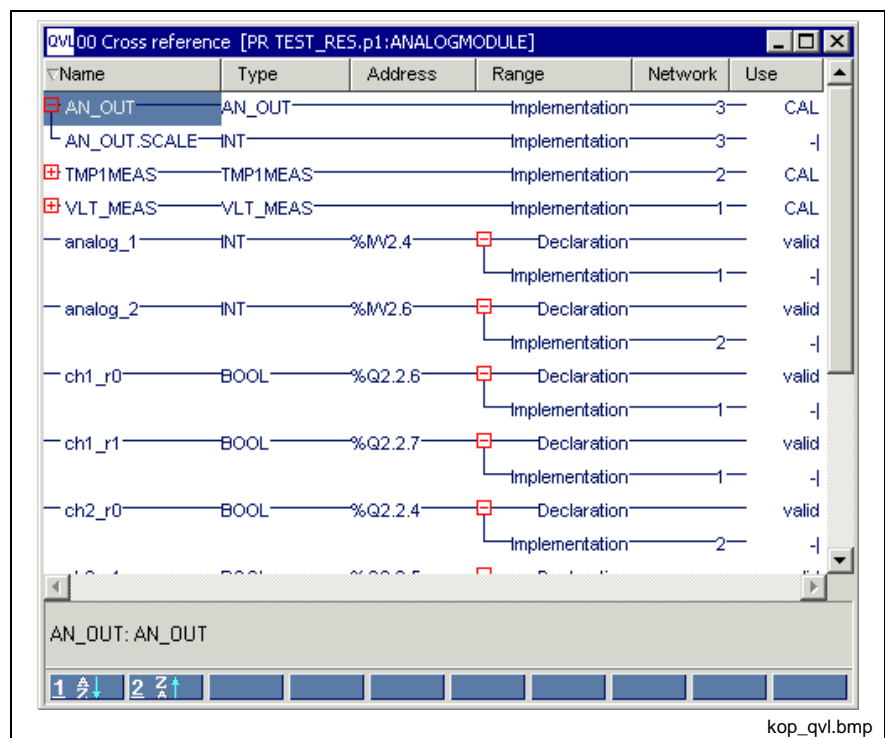 QVL 00 Cross reference [PR TEST_RES.p1:ANALOGMODULE]
Name Type Address Range Network Use
AN_OUT AN_OUT Implementation 3 CAL
AN_OUT.SCALE INT Implementation 3 -|
TMP1MEAS TMP1MEAS Implementation 2 CAL
VLT_MEAS VLT_MEAS Implementation 1 CAL
analog_1 INT %IW2.4 Declaration valid
Implementation 1 -|
analog_2 INT %IW2.6 Declaration valid
Implementation 2 -|
ch1_r0 BOOL %Q2.2.6 Declaration valid
Implementation 1 -|
ch1_r1 BOOL %Q2.2.7 Declaration valid
Implementation 1 -|
ch2_r0 BOOL %Q2.2.4 Declaration valid
Implementation 2 -|
AN_OUT: AN_OUT
1 A Z 2 Z A
kop_qvl.bmp